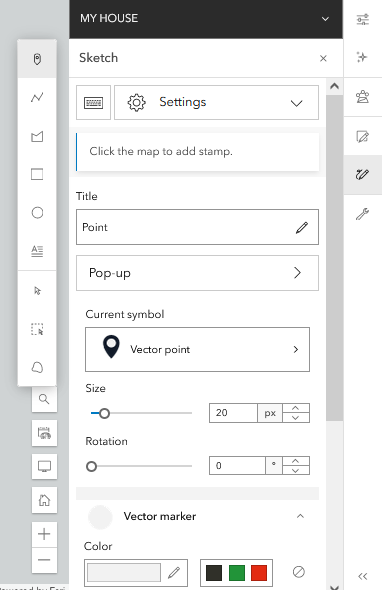 MY HOUSE
Sketch
Settings
Click the map to add stamp.
Title
Point
Pop-up
Current symbol
Vector point
Size
20 px
Rotation
0 °
Vector marker
Color